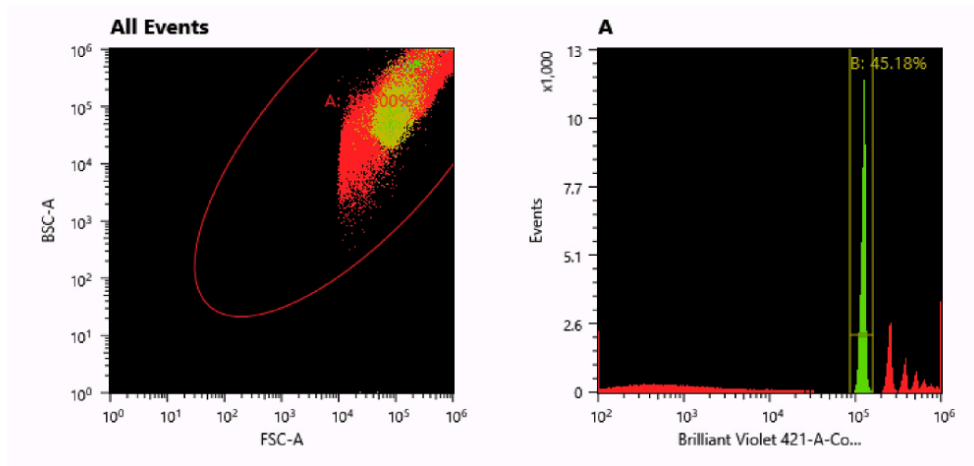 All Events
10⁶
10⁵
10⁴
10³
10²
10¹
10⁰
BSC-A
10⁰ 10¹ 10² 10³ 10⁴ 10⁵ 10⁶
FSC-A
A
x1,000
13
10
7.7
5.1
2.6
0
Events
B: 45.18%
10² 10³ 10⁴ 10⁵ 10⁶
Brilliant Violet 421-A-Co...